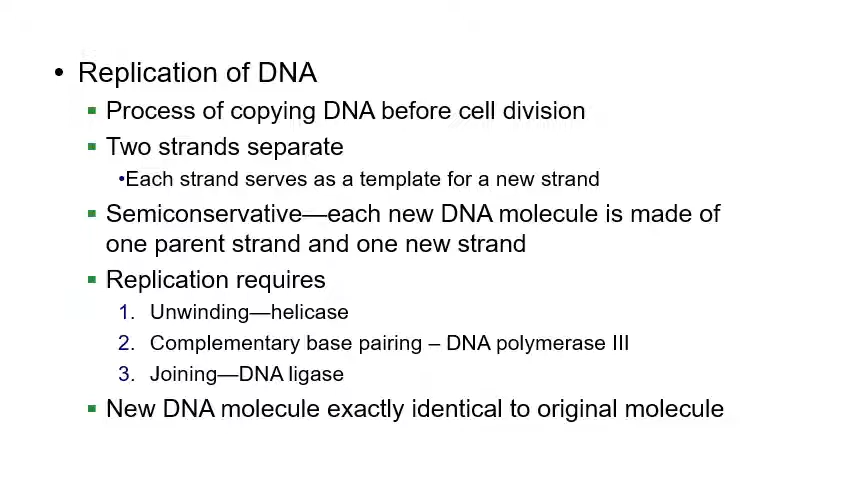 • Replication of DNA
▪ Process of copying DNA before cell division
▪ Two strands separate
•Each strand serves as a template for a new strand
▪ Semiconservative—each new DNA molecule is made of
one parent strand and one new strand
▪ Replication requires
1. Unwinding—helicase
2. Complementary base pairing – DNA polymerase III
3. Joining—DNA ligase
▪ New DNA molecule exactly identical to original molecule